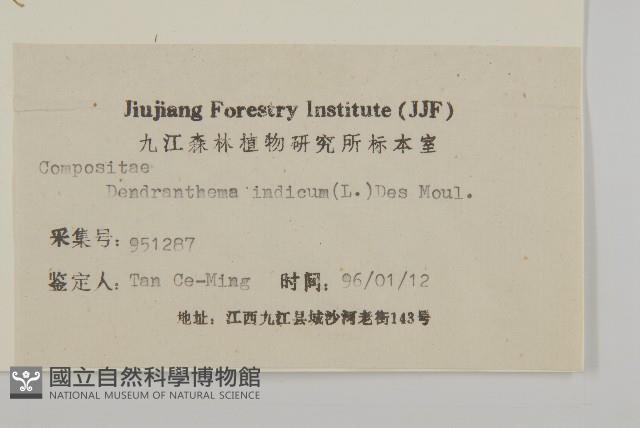 Jiujiang Forestry Institute (JJF)
九江森林植物研究所标本室
Compositae
Dendranthema indicum(L.)Des Moul.
采集号: 951287
鉴定人: Tan Ce-Ming 时间: 96/01/12
地址: 江西九江县城沙河老街143号
國立自然科學博物館
NATIONAL MUSEUM OF NATURAL SCIENCE